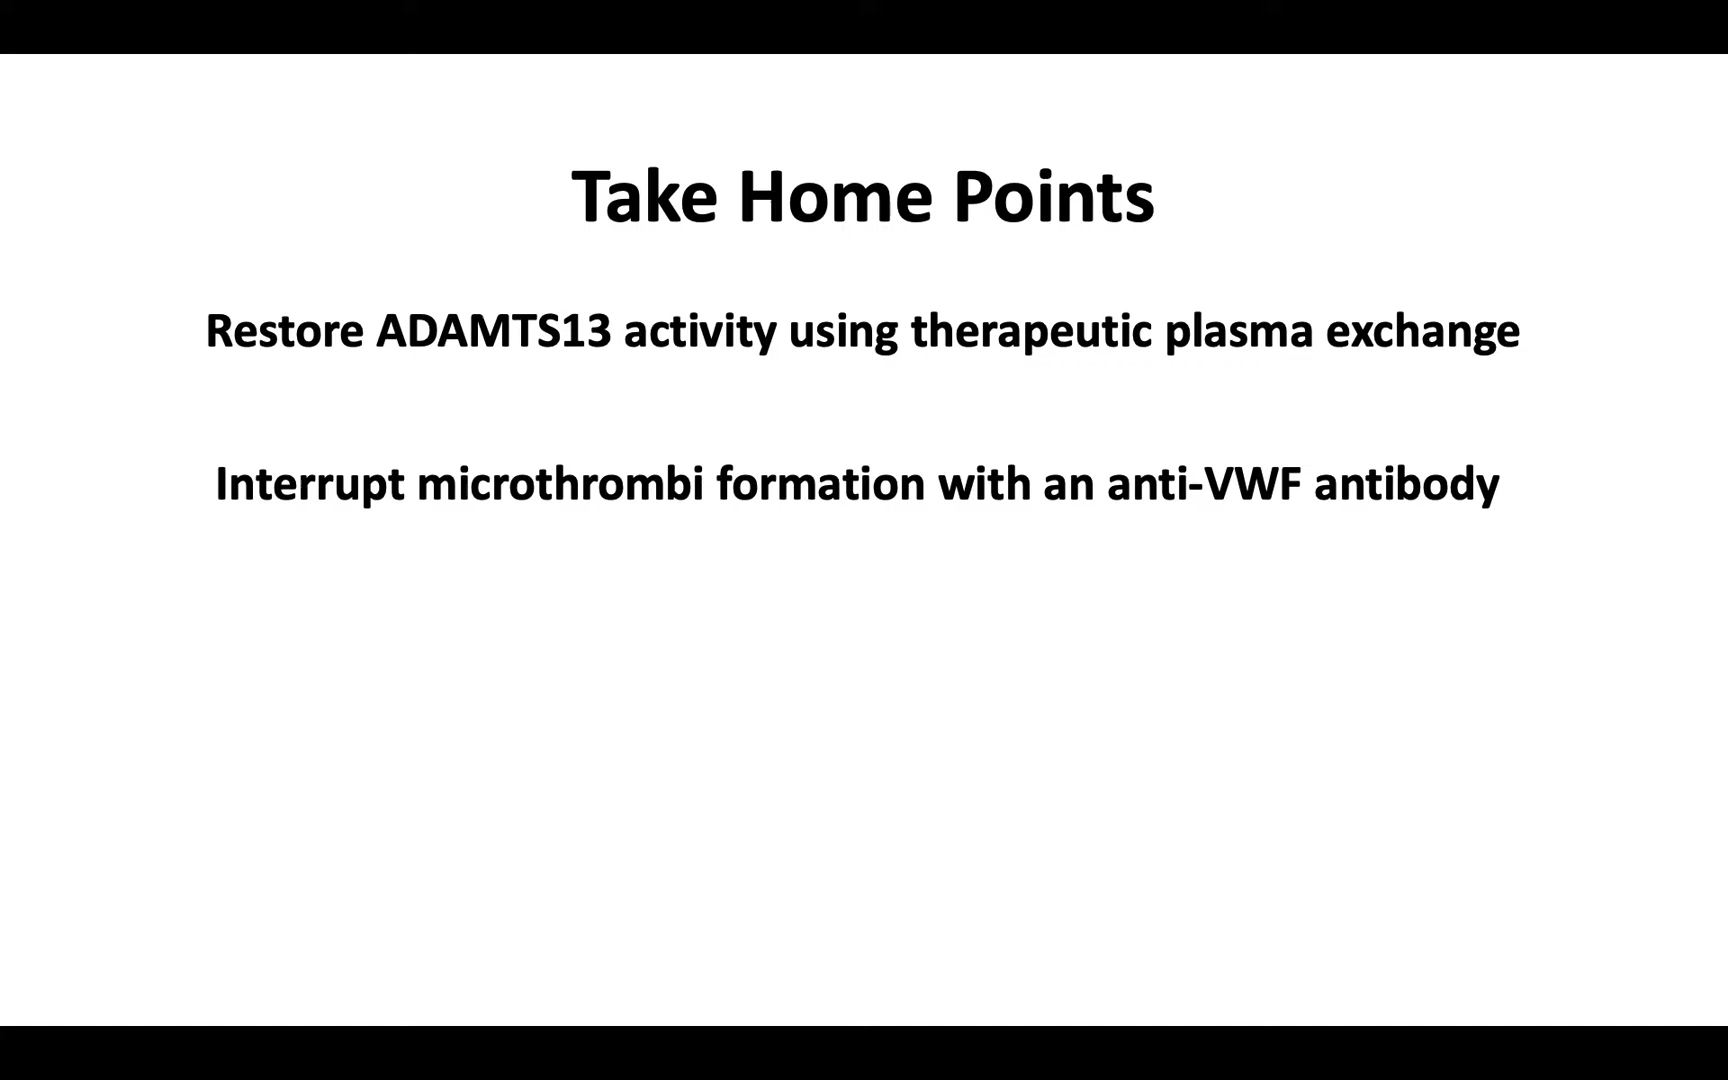 Take Home Points
Restore ADAMTS13 activity using therapeutic plasma exchange
Interrupt microthrombi formation with an anti-VWF antibody